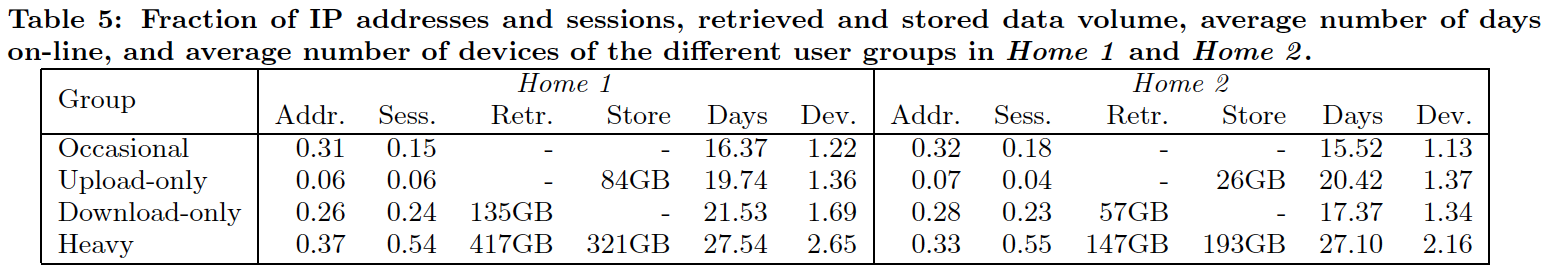 Table 5: Fraction of IP addresses and sessions, retrieved and stored data volume, average number of days
on-line, and average number of devices of the different user groups in Home 1 and Home 2.
Group Home 1 Home 2
Addr. Sess. Retr. Store Days Dev. Addr. Sess. Retr. Store Days Dev.
Occasional 0.31 0.15 - - 16.37 1.22 0.32 0.18 - - 15.52 1.13
Upload-only 0.06 0.06 - 84GB 19.74 1.36 0.07 0.04 - 26GB 20.42 1.37
Download-only 0.26 0.24 135GB - 21.53 1.69 0.28 0.23 57GB - 17.37 1.34
Heavy 0.37 0.54 417GB 321GB 27.54 2.65 0.33 0.55 147GB 193GB 27.10 2.16